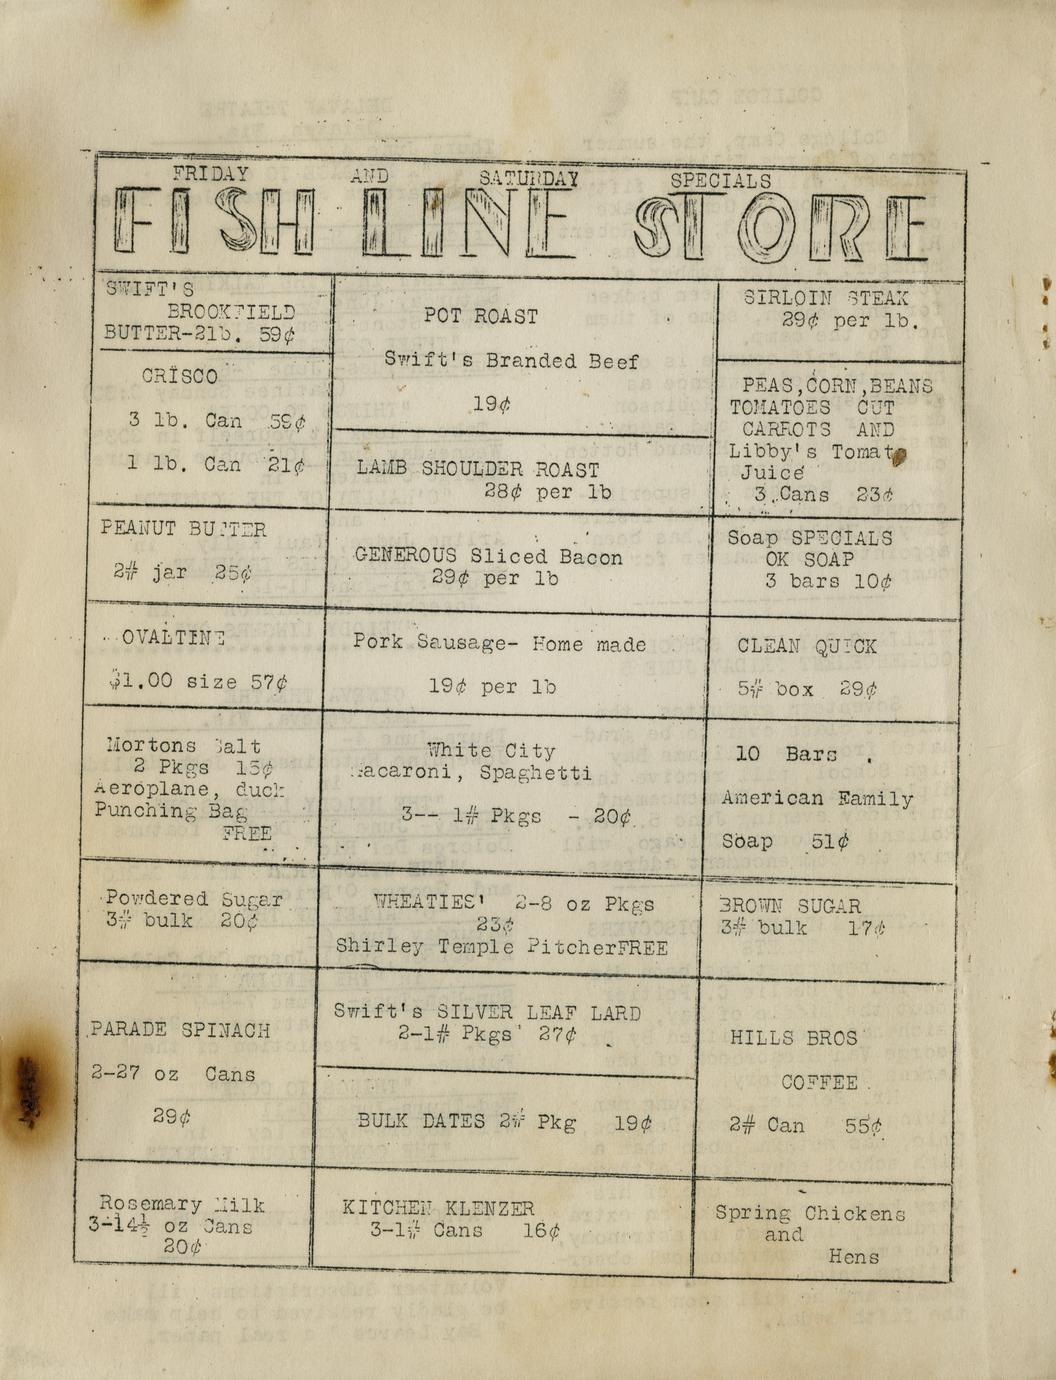 FRIDAY AND SATURDAY SPECIALS
FISH LINE STORE
SWIFT'S
BROOKFIELD
BUTTER-2lb. 59¢
CRISCO
3 lb. Can 59¢
1 lb. Can 21¢
PEANUT BUTTER
2# jar 25¢
OVALTINE
$1.00 size 57¢
Mortons Salt
2 Pkgs 15¢
Aeroplane, duck
Punching Bag
FREE
Powdered Sugar
3# bulk 20¢
PARADE SPINACH
2-27 oz Cans
29¢
Rosemary Milk
3-14½ oz Cans
20¢
POT ROAST
Swift's Branded Beef
19¢
LAMB SHOULDER ROAST
28¢ per lb
GENEROUS Sliced Bacon
29¢ per lb
Pork Sausage- Home made
19¢ per lb
White City
Macaroni, Spaghetti
3-- 1# Pkgs - 20¢
WHEATIES' 2-8 oz Pkgs
23¢
Shirley Temple PitcherFREE
Swift's SILVER LEAF LARD
2-1# Pkgs' 27¢
BULK DATES 2# Pkg 19¢
KITCHEN KLENZER
3-1# Cans 16¢
SIRLOIN STEAK
29¢ per lb.
PEAS,CORN,BEANS
TOMATOES CUT
CARROTS AND
Libby's Tomato
Juice
3 Cans 23¢
Soap SPECIALS
OK SOAP
3 bars 10¢
CLEAN QUICK
5# box 29¢
10 Bars
American Family
Soap 51¢
BROWN SUGAR
3# bulk 17¢
HILLS BROS
COFFEE
2# Can 55¢
Spring Chickens
and
Hens